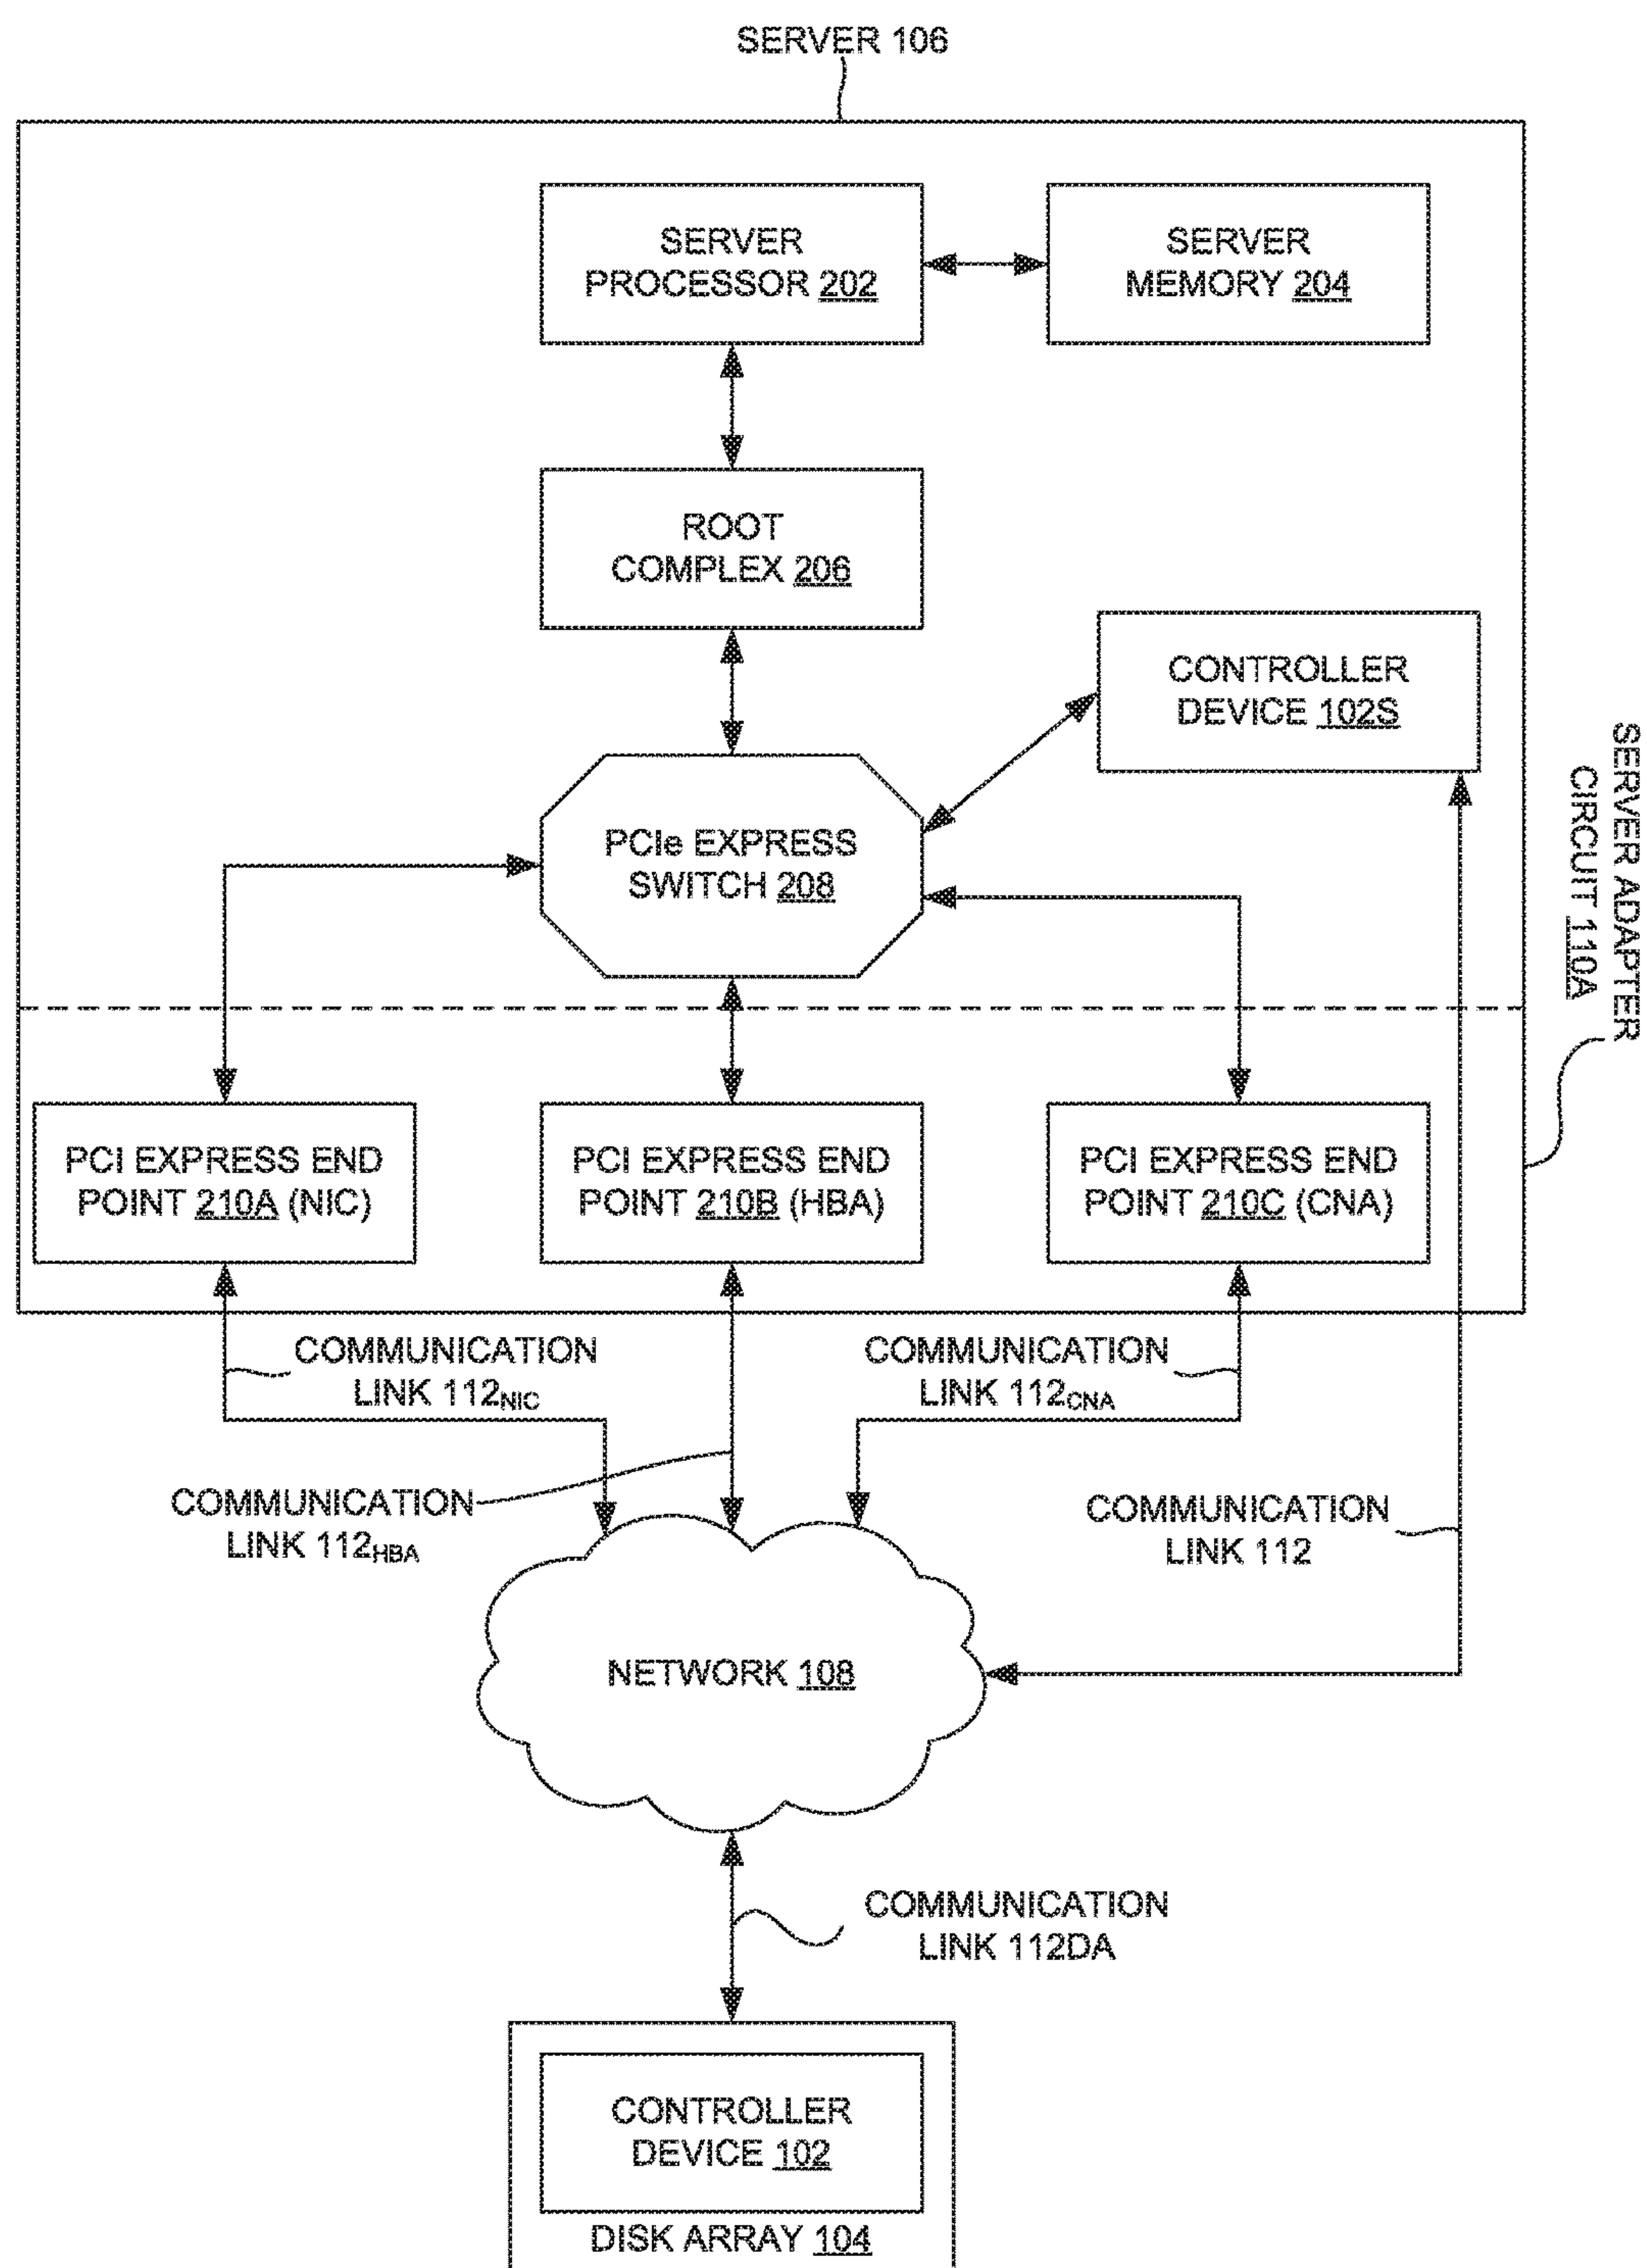 SERVER 106
SERVER
PROCESSOR 202
SERVER
MEMORY 204
ROOT
COMPLEX 206
CONTROLLER
DEVICE 102S
PCIe EXPRESS
SWITCH 208
SERVER ADAPTER
CIRCUIT 110A
PCI EXPRESS END
POINT 210A (NIC)
PCI EXPRESS END
POINT 210B (HBA)
PCI EXPRESS END
POINT 210C (CNA)
COMMUNICATION
LINK 112NIC
COMMUNICATION
LINK 112CNA
COMMUNICATION
LINK 112HBA
COMMUNICATION
LINK 112
NETWORK 108
COMMUNICATION
LINK 112DA
CONTROLLER
DEVICE 102
DISK ARRAY 104